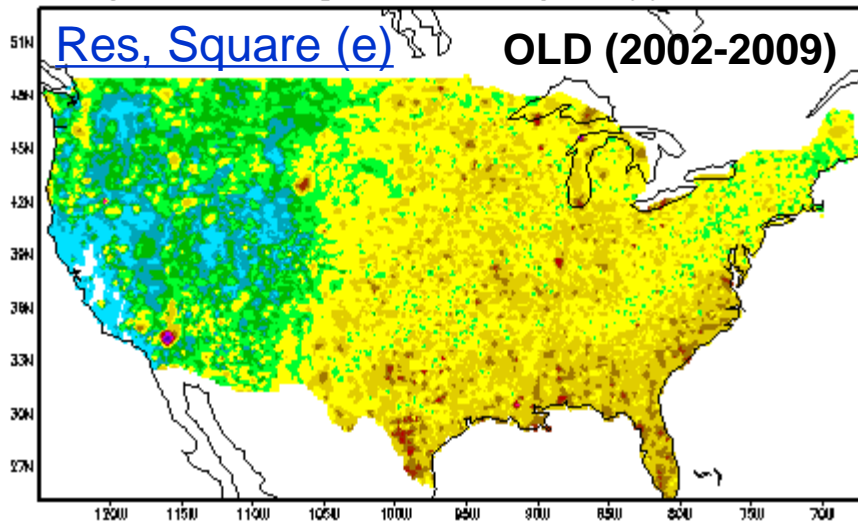 Res, Square (e) OLD (2002-2009)
51N
48N
45N
42N
39N
36N
33N
30N
27N
120W 115W 110W 105W 100W 95W 90W 85W 80W 75W 70W